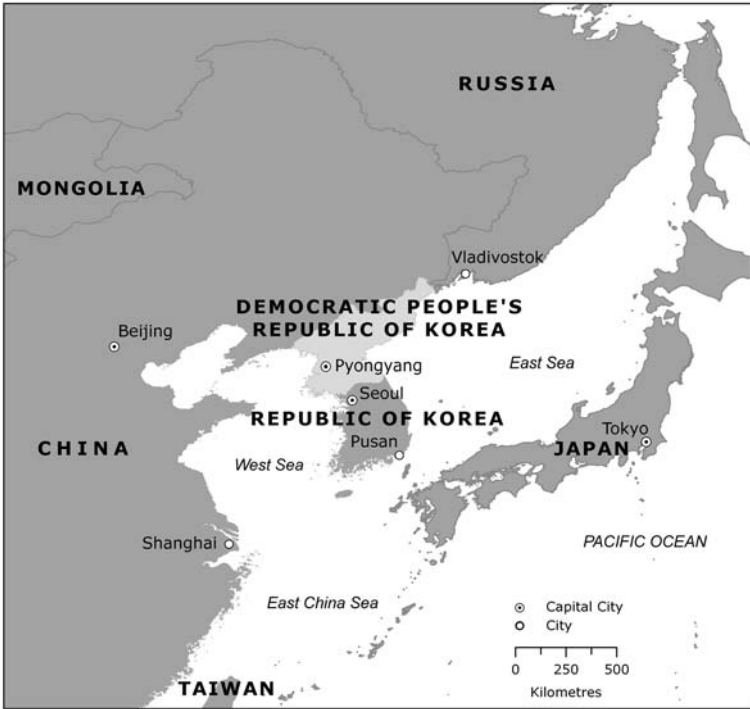 RUSSIA
MONGOLIA
Vladivostok
DEMOCRATIC PEOPLE'S
REPUBLIC OF KOREA
Beijing
Pyongyang
East Sea
Seoul
REPUBLIC OF KOREA
Tokyo
Pusan
CHINA
JAPAN
West Sea
Shanghai
PACIFIC OCEAN
East China Sea
Capital City
City
0 250 500
Kilometres
TAIWAN